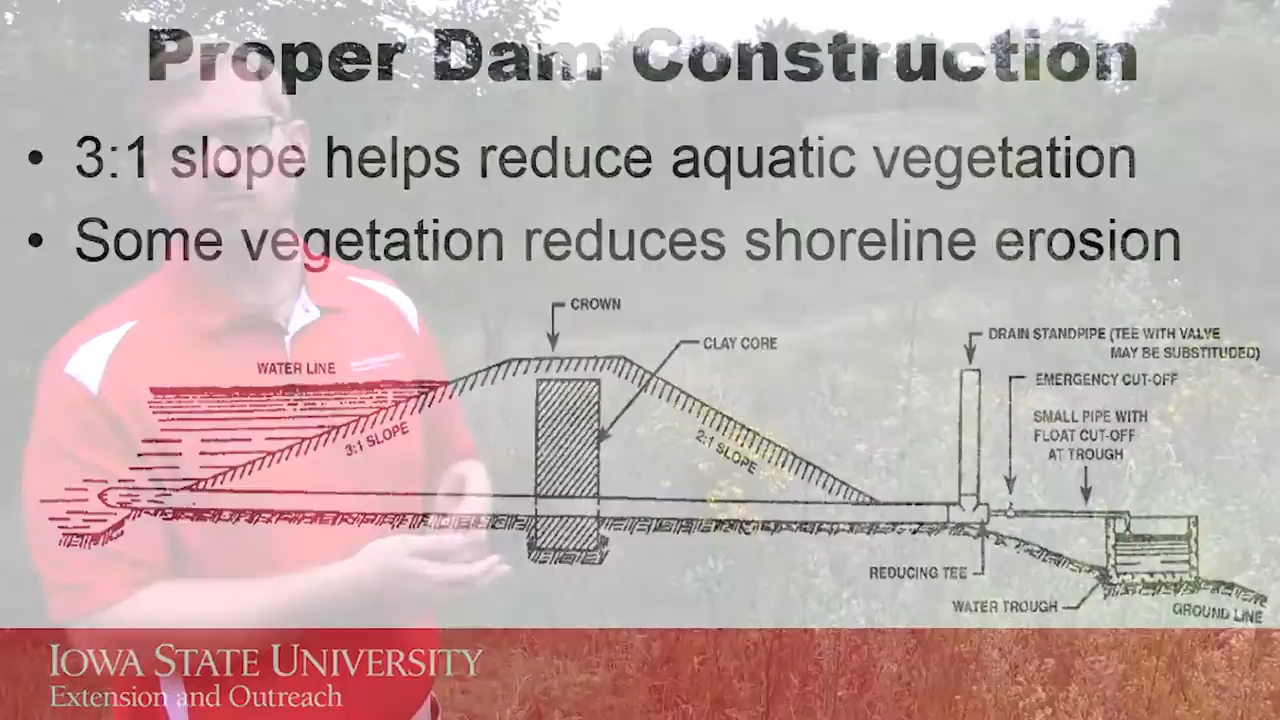 Proper Dam Construction
• 3:1 slope helps reduce aquatic vegetation
• Some vegetation reduces shoreline erosion
CROWN
CLAY CORE
WATER LINE
3:1 SLOPE
2:1 SLOPE
DRAIN STANDPIPE (TEE WITH VALVE
MAY BE SUBSTITUTED)
EMERGENCY CUT-OFF
SMALL PIPE WITH
FLOAT CUT-OFF
AT TROUGH
REDUCING TEE
WATER TROUGH
GROUND LINE
IOWA STATE UNIVERSITY
Extension and Outreach